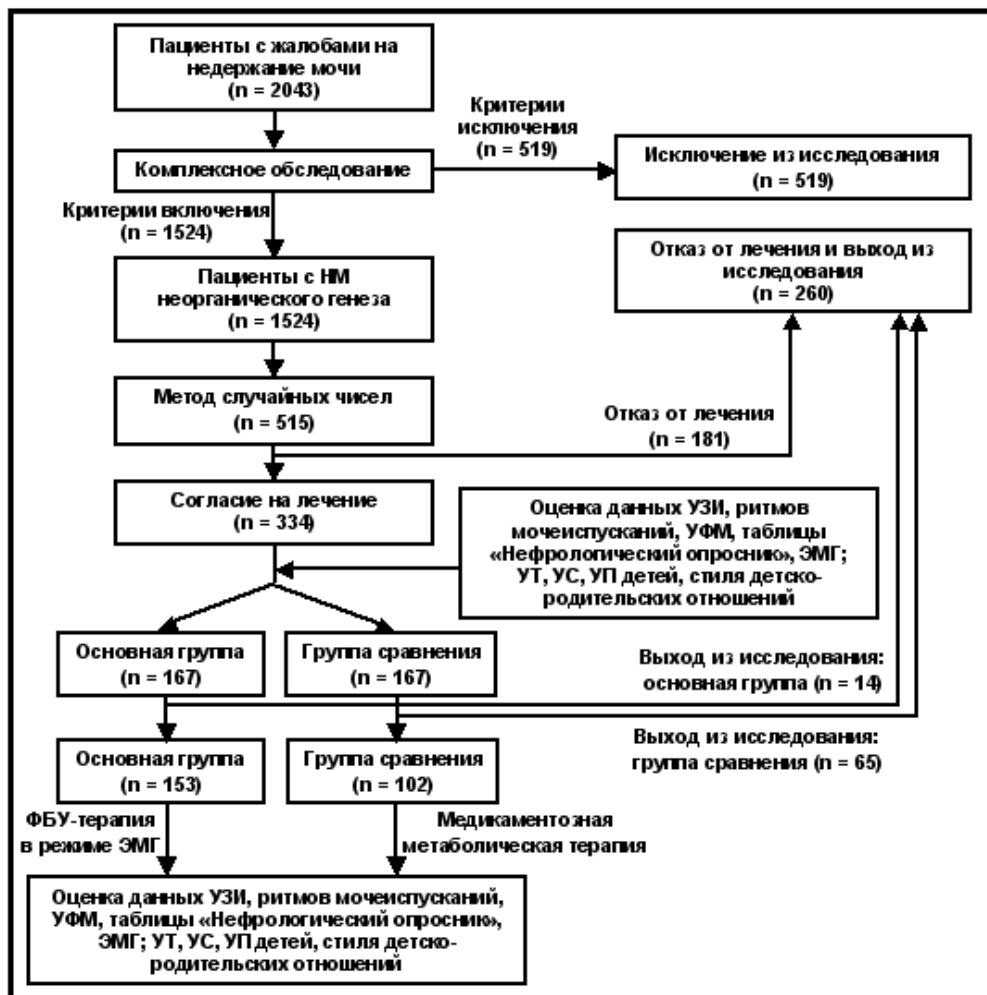 Пациенты с жалобами на
недержание мочи
(n = 2043)
Критерии
исключения
(n = 519)
Комплексное обследование
Исключение из исследования
(n = 519)
Критерии включения
(n = 1524)
Отказ от лечения и выход из
исследования
(n = 260)
Пациенты с НМ
неорганического генеза
(n = 1524)
Метод случайных чисел
(n = 515)
Отказ от лечения
(n = 181)
Согласие на лечение
(n = 334)
Оценка данных УЗИ, ритмов
мочеиспусканий, УФМ, таблицы
«Нефрологический опросник», ЭМГ;
УТ, УС, УП детей, стиля детско-
родительских отношений
Основная группа
(n = 167)
Группа сравнения
(n = 167)
Выход из исследования:
основная группа (n = 14)
Основная группа
(n = 153)
Группа сравнения
(n = 102)
Выход из исследования:
группа сравнения (n = 65)
ФБУ-терапия
в режиме ЭМГ
Медикаментозная
метаболическая терапия
Оценка данных УЗИ, ритмов мочеиспусканий,
УФМ, таблицы «Нефрологический опросник»,
ЭМГ; УТ, УС, УП детей, стиля детско-
родительских отношений